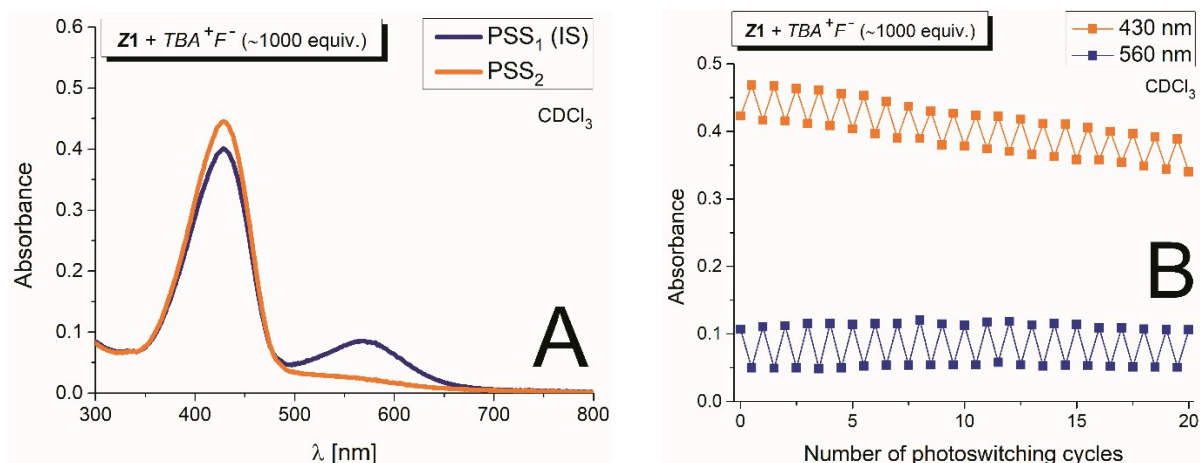 Z1 + TBA⁺F⁻ (~1000 equiv.)
PSS₁ (IS)
PSS₂
CDCl₃
0.6
0.5
0.4
0.3
0.2
0.1
0.0
Absorbance
A
300 400 500 600 700 800
λ [nm]
Z1 + TBA⁺F⁻ (~1000 equiv.)
430 nm
560 nm
CDCl₃
0.5
0.4
0.3
0.2
0.1
0.0
Absorbance
B
0 5 10 15 20
Number of photoswitching cycles